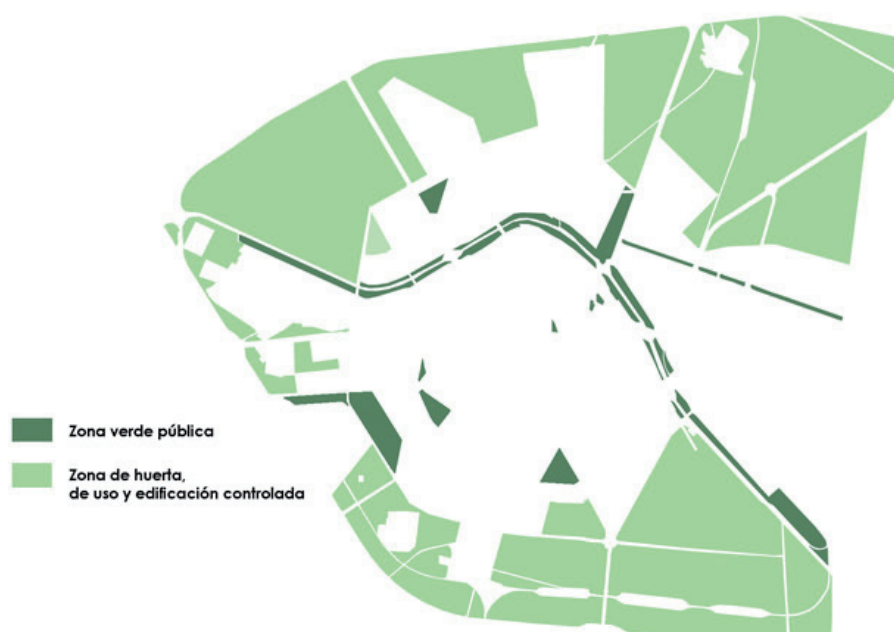 Zona verde pública
Zona de huerta,
de uso y edificación controlada